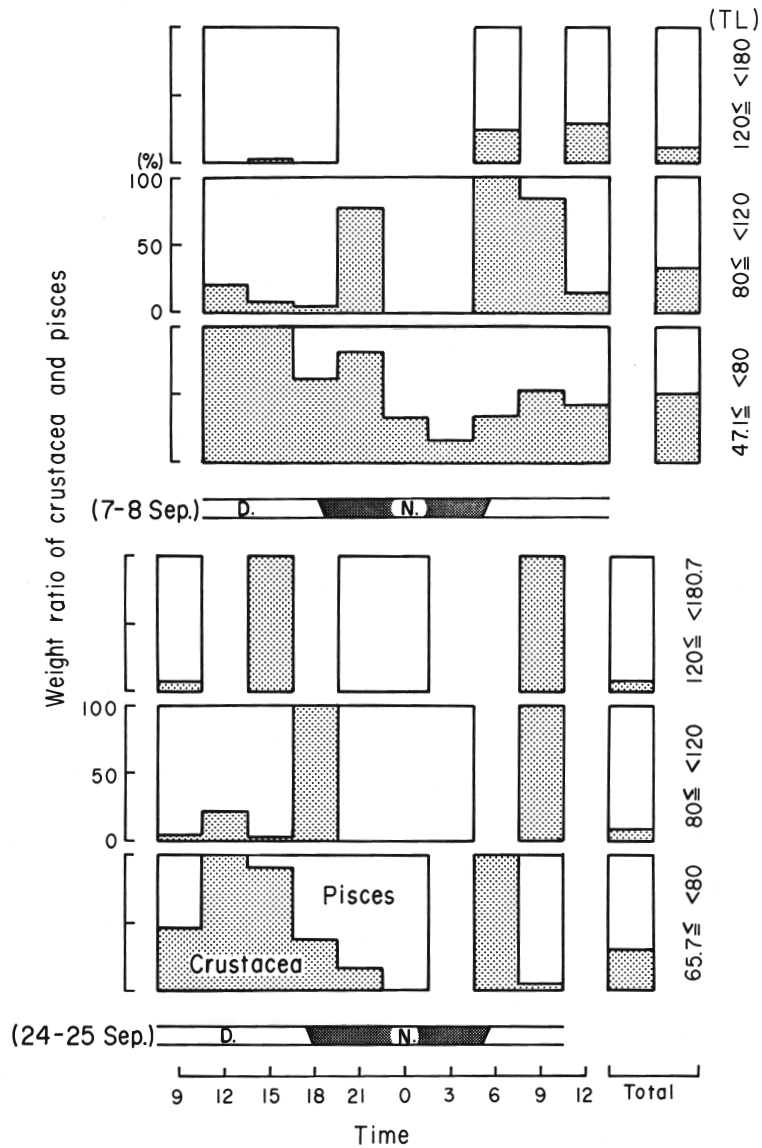 (TL)
120≦ <180
(%)
100
50
0
80≦ <120
47.1≦ <80
Weight ratio of crustacea and pisces
(7-8 Sep.)
D.
N.
120≦ <180.7
100
50
0
80≦ <120
Pisces
Crustacea
65.7≦ <80
(24-25 Sep.)
D.
N.
9 12 15 18 21 0 3 6 9 12 Total
Time